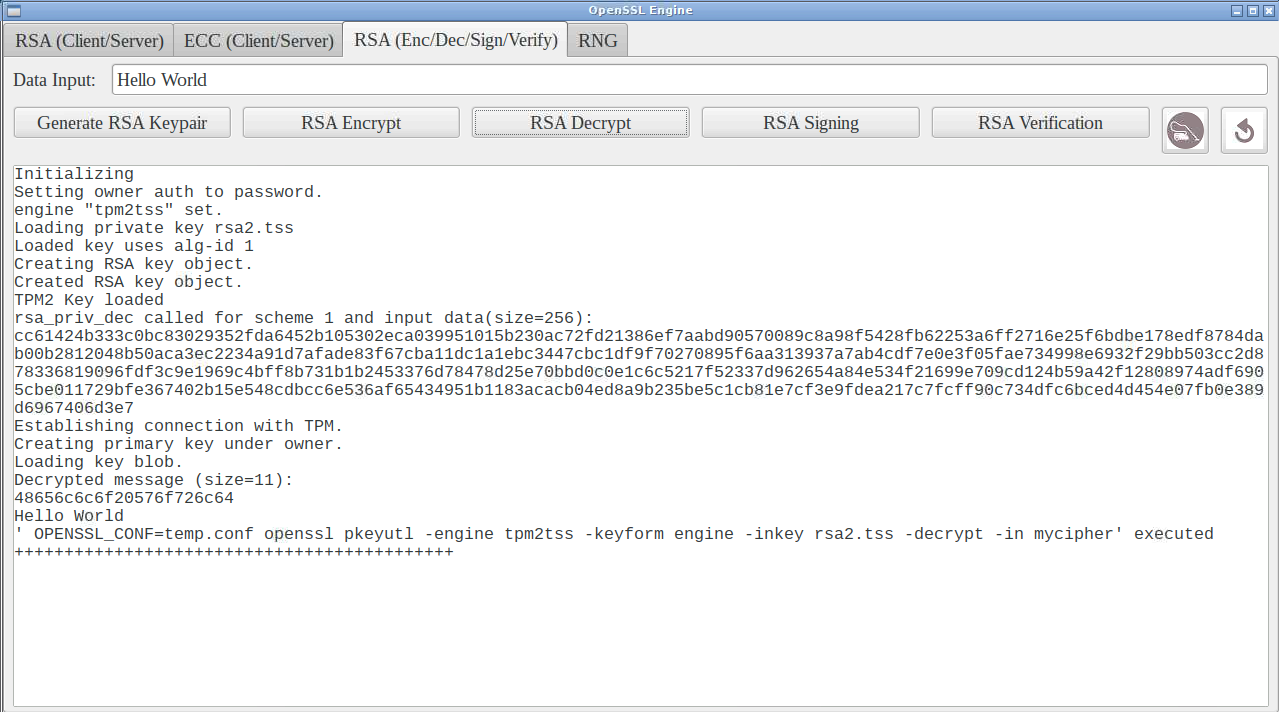 OpenSSL Engine
RSA (Client/Server) ECC (Client/Server) RSA (Enc/Dec/Sign/Verify) RNG
Data Input: Hello World
Generate RSA Keypair RSA Encrypt RSA Decrypt RSA Signing RSA Verification
Initializing
Setting owner auth to password.
engine "tpm2tss" set.
Loading private key rsa2.tss
Loaded key uses alg-id 1
Creating RSA key object.
Created RSA key object.
TPM2 Key loaded
rsa_priv_dec called for scheme 1 and input data(size=256):
cc61424b333c0bc83029352fda6452b105302eca039951015b230ac72fd21386ef7aabd90570089c8a98f5428fb62253a6ff2716e25f6bdbe178edf8784da
b00b2812048b50aca3ec2234a91d7afade83f67cba11dc1a1ebc3447cbc1df9f70270895f6aa313937a7ab4cdf7e0e3f05fae734998e6932f29bb503cc2d8
78336819096fdf3c9e1969c4bff8b731b1b2453376d78478d25e70bbd0c0e1c6c5217f52337d962654a84e534f21699e709cd124b59a42f12808974adf690
5cbe011729bfe367402b15e548cdbcc6e536af65434951b1183acacb04ed8a9b235be5c1cb81e7cf3e9fdea217c7fcff90c734dfc6bced4d454e07fb0e389
d6967406d3e7
Establishing connection with TPM.
Creating primary key under owner.
Loading key blob.
Decrypted message (size=11):
48656c6c6f20576f726c64
Hello World
' OPENSSL_CONF=temp.conf openssl pkeyutl -engine tpm2tss -keyform engine -inkey rsa2.tss -decrypt -in mycipher' executed
++++++++++++++++++++++++++++++++++++++++++++